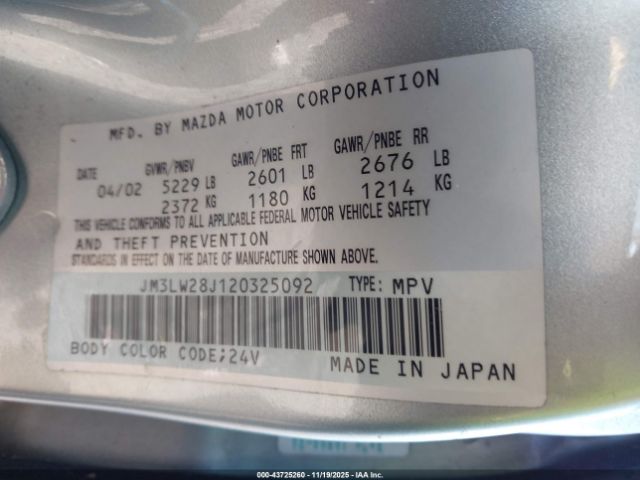 MFD. BY MAZDA MOTOR CORPORATION
DATE GVWR/PNBV GAWR/PNBE FRT GAWR/PNBE RR
04/02 5229 LB 2601 LB 2676 LB
2372 KG 1180 KG 1214 KG
THIS VEHICLE CONFORMS TO ALL APPLICABLE FEDERAL MOTOR VEHICLE SAFETY
AND THEFT PREVENTION
STANDARDS IN EFFECT ON THE DATE OF MANUFACTURE SHOWN ABOVE.
JM3LW28J120325092 TYPE: MPV
BODY COLOR CODE;24V
MADE IN JAPAN
000-43725260 - 11/19/2025 - IAAI.COM